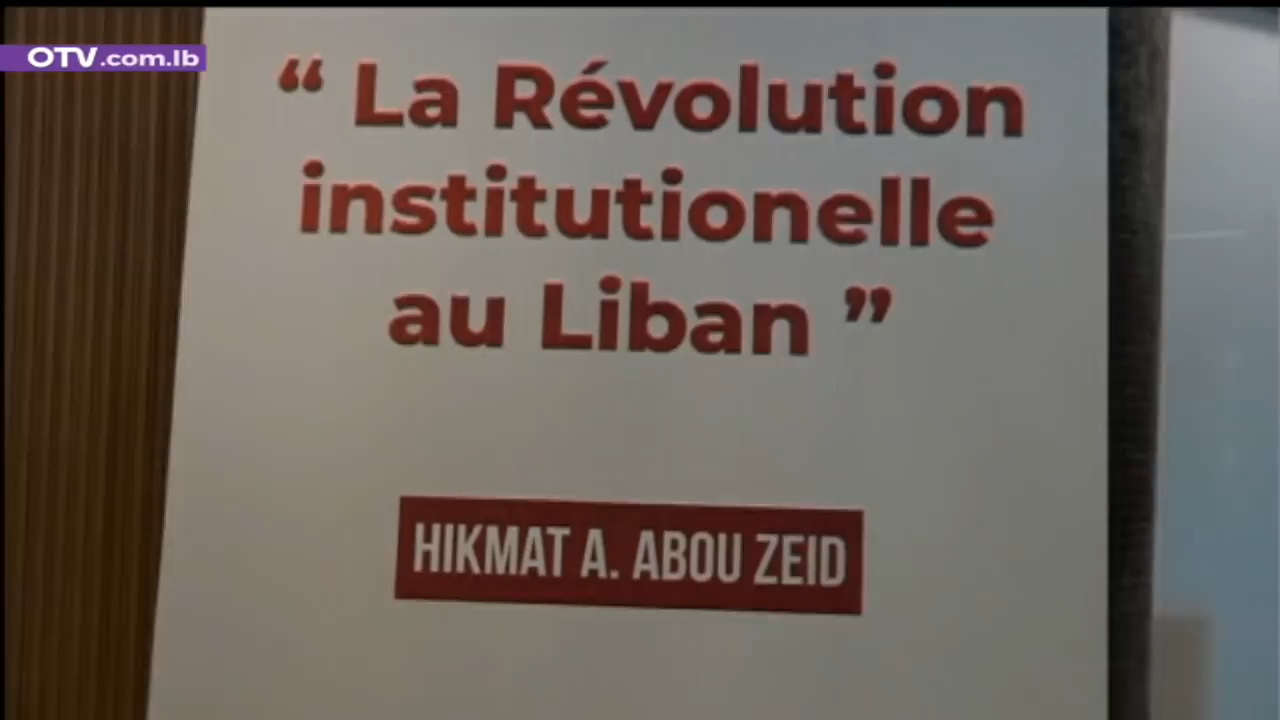 OTV.com.lb
“ La Révolution
institutionelle
au Liban ”
HIKMAT A. ABOU ZEID